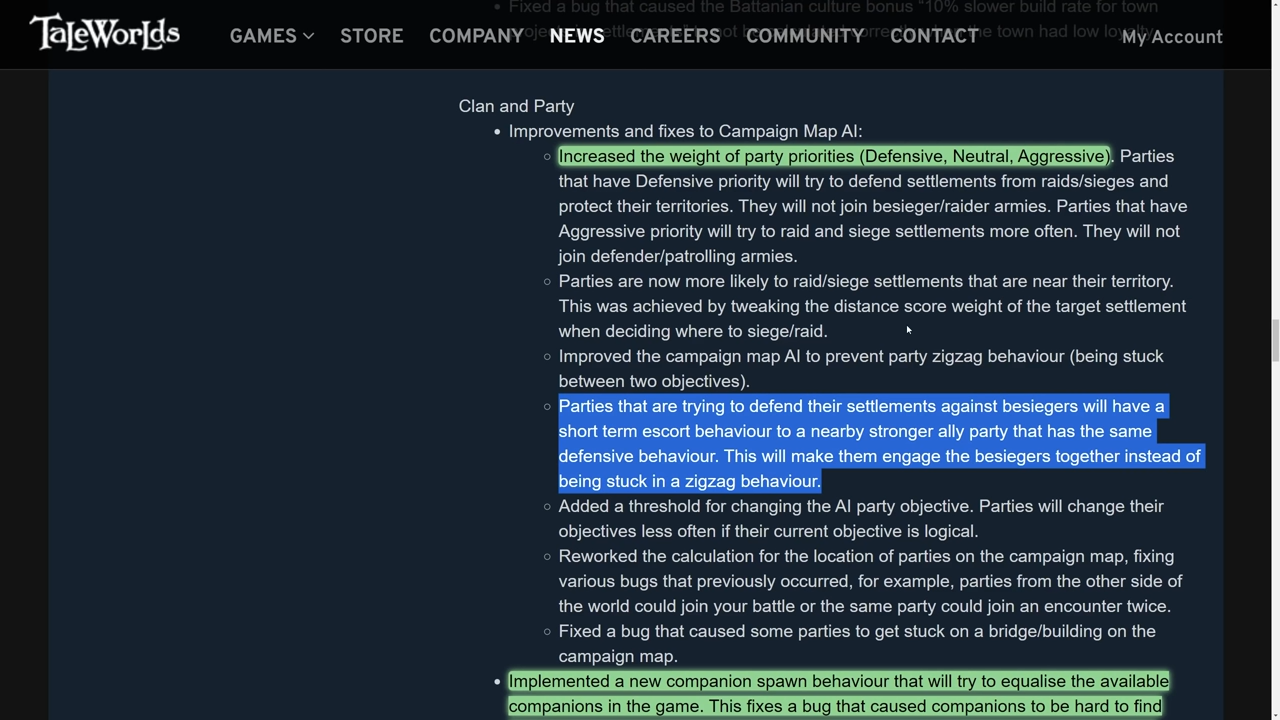 Fixed a bug that caused the Battanian culture bonus "10% slower build rate for town
TaleWorlds GAMES STORE COMPANY NEWS CAREERS COMMUNITY CONTACT My Account
the town had low loyalty
Clan and Party
Improvements and fixes to Campaign Map AI:
Increased the weight of party priorities (Defensive, Neutral, Aggressive). Parties
that have Defensive priority will try to defend settlements from raids/sieges and
protect their territories. They will not join besieger/raider armies. Parties that have
Aggressive priority will try to raid and siege settlements more often. They will not
join defender/patrolling armies.
Parties are now more likely to raid/siege settlements that are near their territory.
This was achieved by tweaking the distance score weight of the target settlement
when deciding where to siege/raid.
Improved the campaign map AI to prevent party zigzag behaviour (being stuck
between two objectives).
Parties that are trying to defend their settlements against besiegers will have a
short term escort behaviour to a nearby stronger ally party that has the same
defensive behaviour. This will make them engage the besiegers together instead of
being stuck in a zigzag behaviour.
Added a threshold for changing the AI party objective. Parties will change their
objectives less often if their current objective is logical.
Reworked the calculation for the location of parties on the campaign map, fixing
various bugs that previously occurred, for example, parties from the other side of
the world could join your battle or the same party could join an encounter twice.
Fixed a bug that caused some parties to get stuck on a bridge/building on the
campaign map.
Implemented a new companion spawn behaviour that will try to equalise the available
companions in the game. This fixes a bug that caused companions to be hard to find